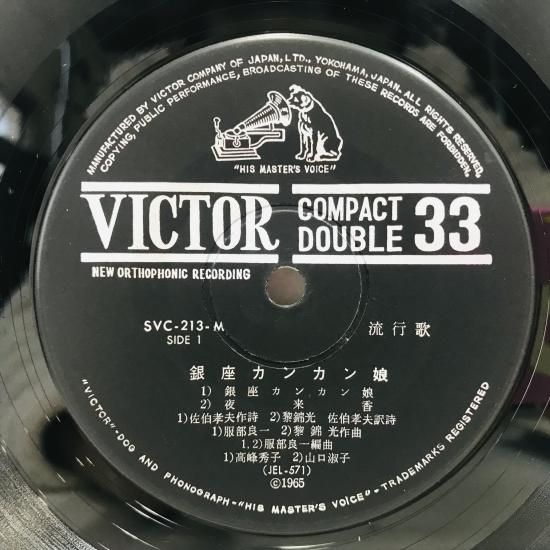 MANUFACTURED BY VICTOR COMPANY OF JAPAN, LTD., YOKOHAMA, JAPAN. ALL RIGHTS RESERVED.
COPYING, PUBLIC PERFORMANCE, BROADCASTING OF THESE RECORDS ARE FORBIDDEN.
"HIS MASTER'S VOICE"
VICTOR COMPACT DOUBLE 33
NEW ORTHOPHONIC RECORDING
SVC-213-M 流行歌
SIDE 1
銀座カンカン娘
1) 銀座カンカン娘
2) 夜来香
1)佐伯孝夫作詩 2)黎錦光 佐伯孝夫訳詩
1)服部良一 2)黎錦光作曲
1,2)服部良一編曲
1)高峰秀子 2)山口淑子
(JEL-571)
©1965
"VICTOR"-DOG AND PHONOGRAPH-"HIS MASTER'S VOICE"-TRADEMARKS REGISTERED